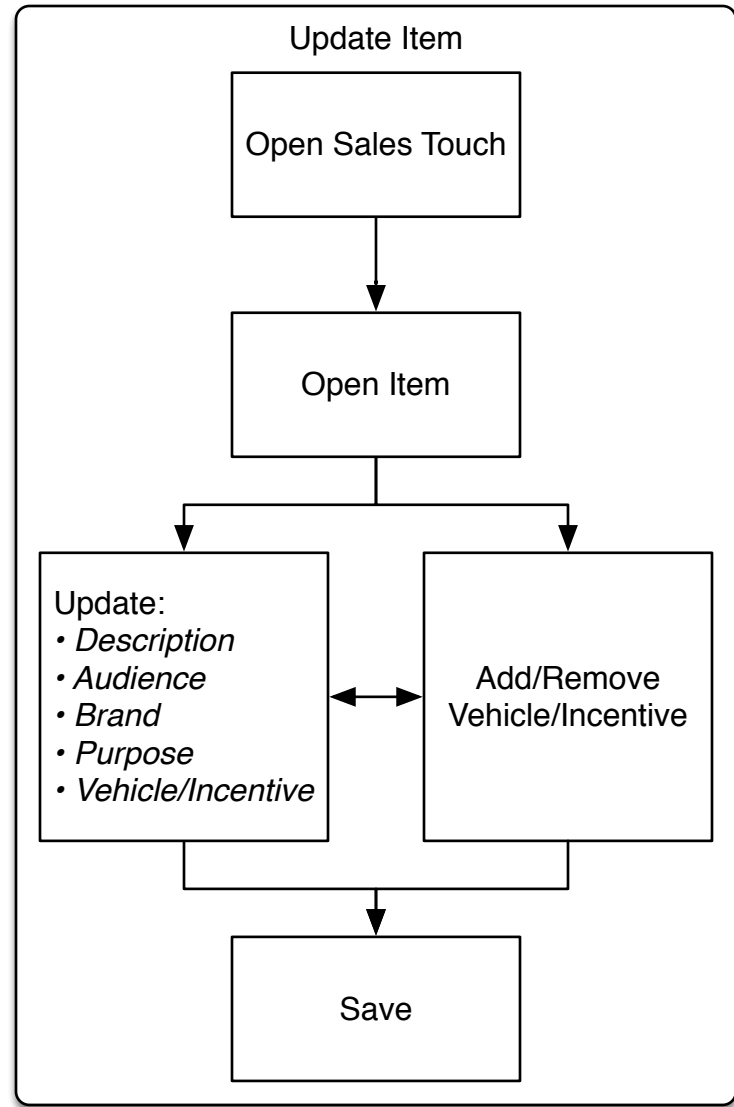 Update Item
Open Sales Touch
Open Item
Update:
• Description
• Audience
• Brand
• Purpose
• Vehicle/Incentive
Add/Remove
Vehicle/Incentive
Save